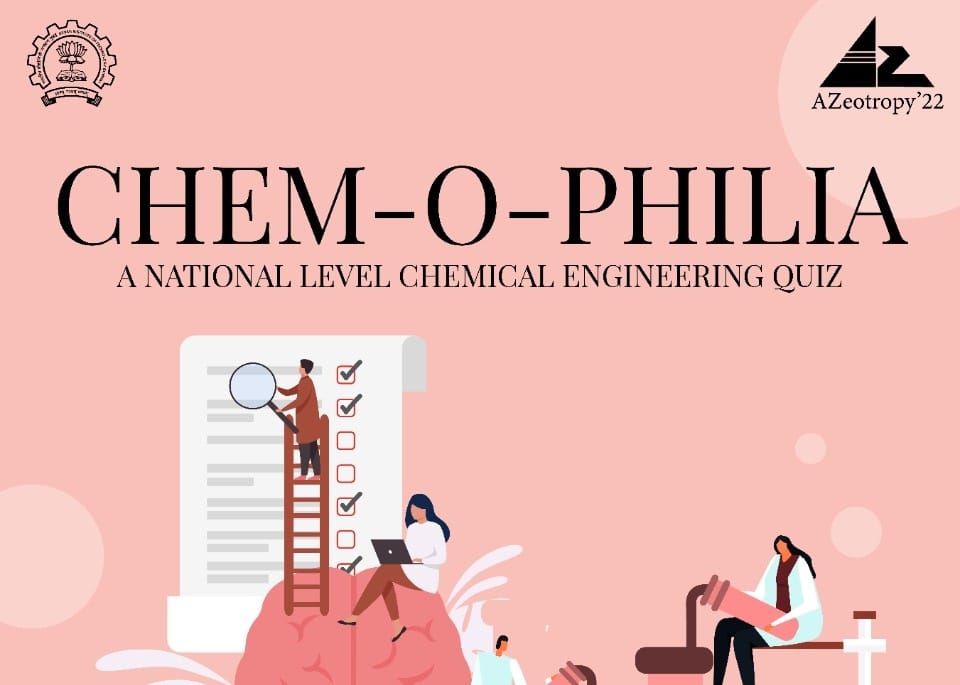 AZeotropy'22
CHEM-O-PHILIA
A NATIONAL LEVEL CHEMICAL ENGINEERING QUIZ